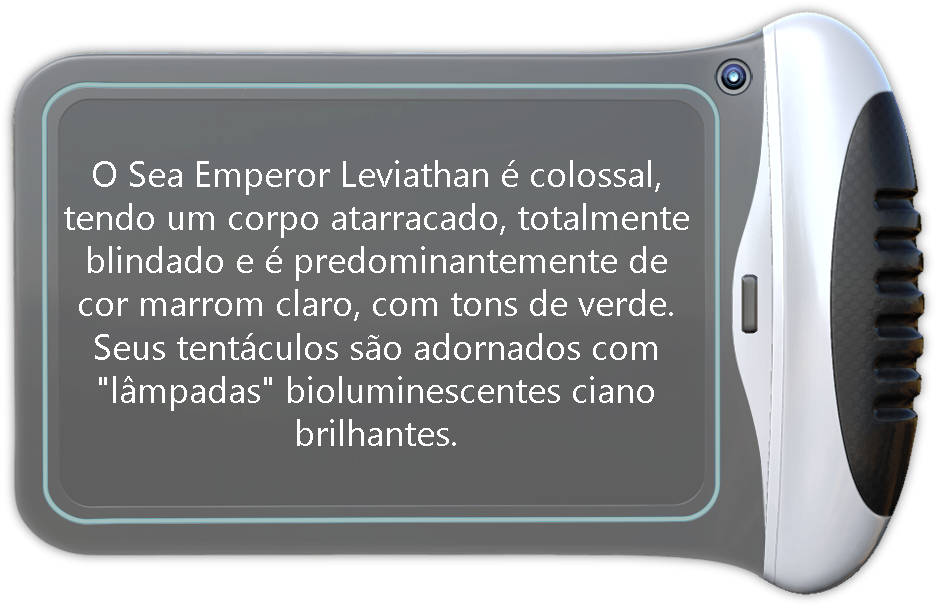 O Sea Emperor Leviathan é colossal,
tendo um corpo atarracado, totalmente
blindado e é predominantemente de
cor marrom claro, com tons de verde.
Seus tentáculos são adornados com
"lâmpadas" bioluminescentes ciano
brilhantes.